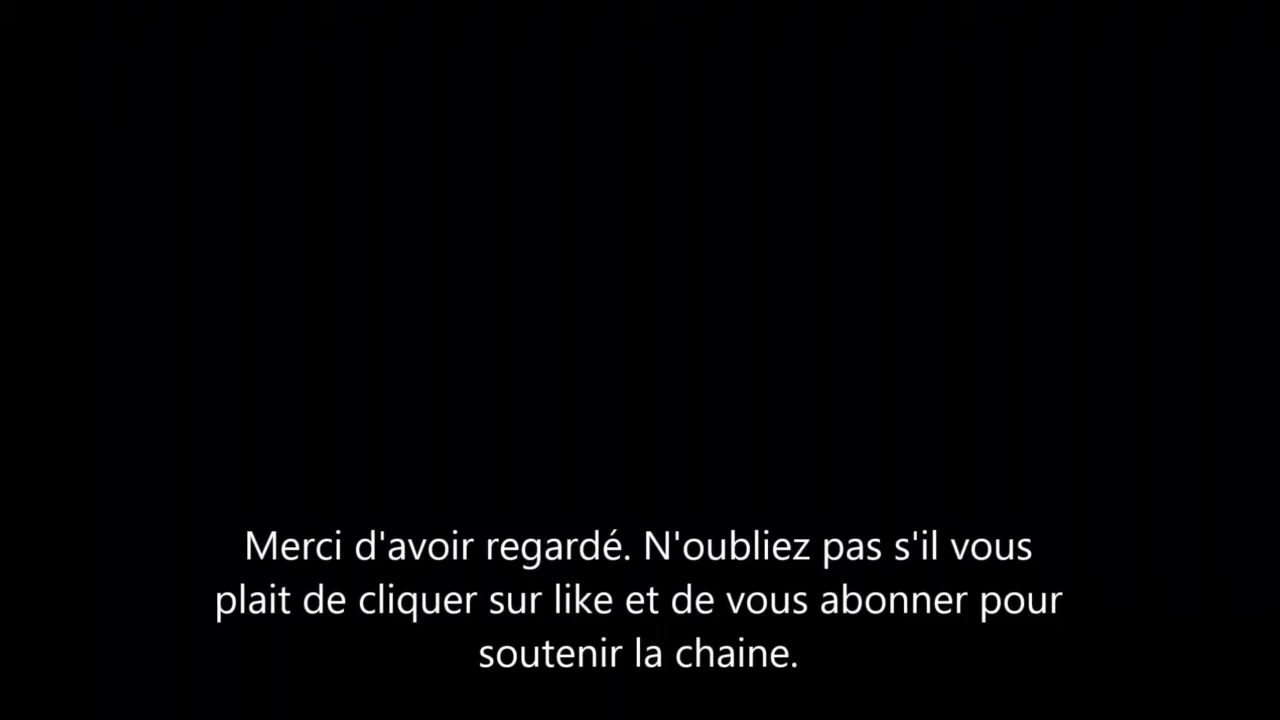 Merci d'avoir regardé. N'oubliez pas s'il vous
plait de cliquer sur like et de vous abonner pour
soutenir la chaine.